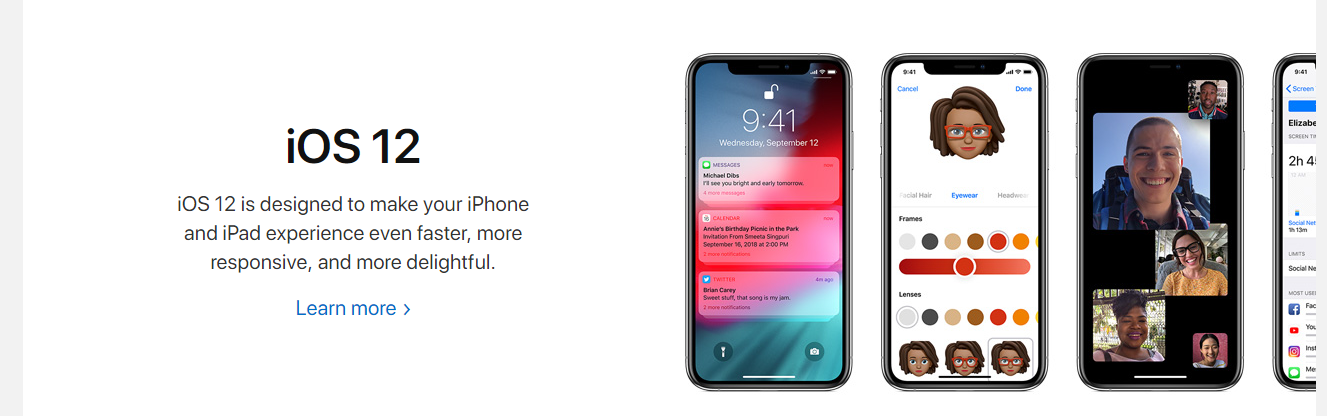 iOS 12
iOS 12 is designed to make your iPhone
and iPad experience even faster, more
responsive, and more delightful.
Learn more ›
9:41
Wednesday, September 12
MESSAGES now
Michael Dibs
I'll see you bright and early tomorrow.
4 more messages
CALENDAR now
Annie's Birthday Picnic in the Park
Invitation From Smeeta Singpuri
September 16, 2018 at 2:00 PM
2 more notifications
TWITTER 4m ago
Brian Carey
Sweet stuff, that song is my jam.
2 more notifications
9:41
Cancel Done
Facial Hair Eyewear Headwea
Frames
Lenses
9:41
Screen
Elizabe
SCREEN TI
2h 4
12 AM
Social Net
1h 13m
LIMITS
Social Ne
MOST USE
Fac
You
Inst
Me